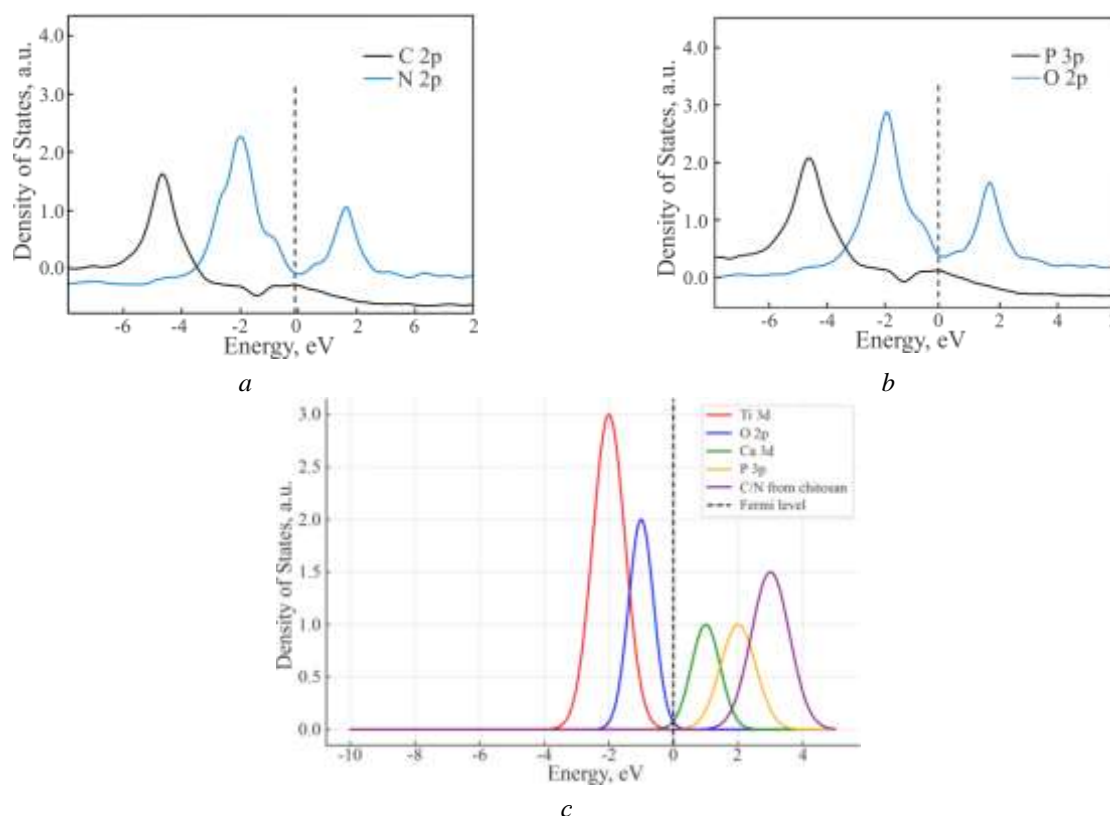 Density of States, a.u.
4.0
3.0
2.0
1.0
0.0
C 2p
N 2p
-6 -4 -2 0 2 4 6 2
Energy, eV
a
Density of States, a.u.
4.0
3.0
2.0
1.0
0.0
P 3p
O 2p
-6 -4 -2 0 2 4 6
Energy, eV
b
Density of States, a.u.
3.0
2.5
2.0
1.5
1.0
0.5
0.0
Ti 3d
O 2p
Ca 3d
P 3p
C/N from chitosan
Fermi level
-10 -8 -6 -4 -2 0 2 4
Energy, eV
c